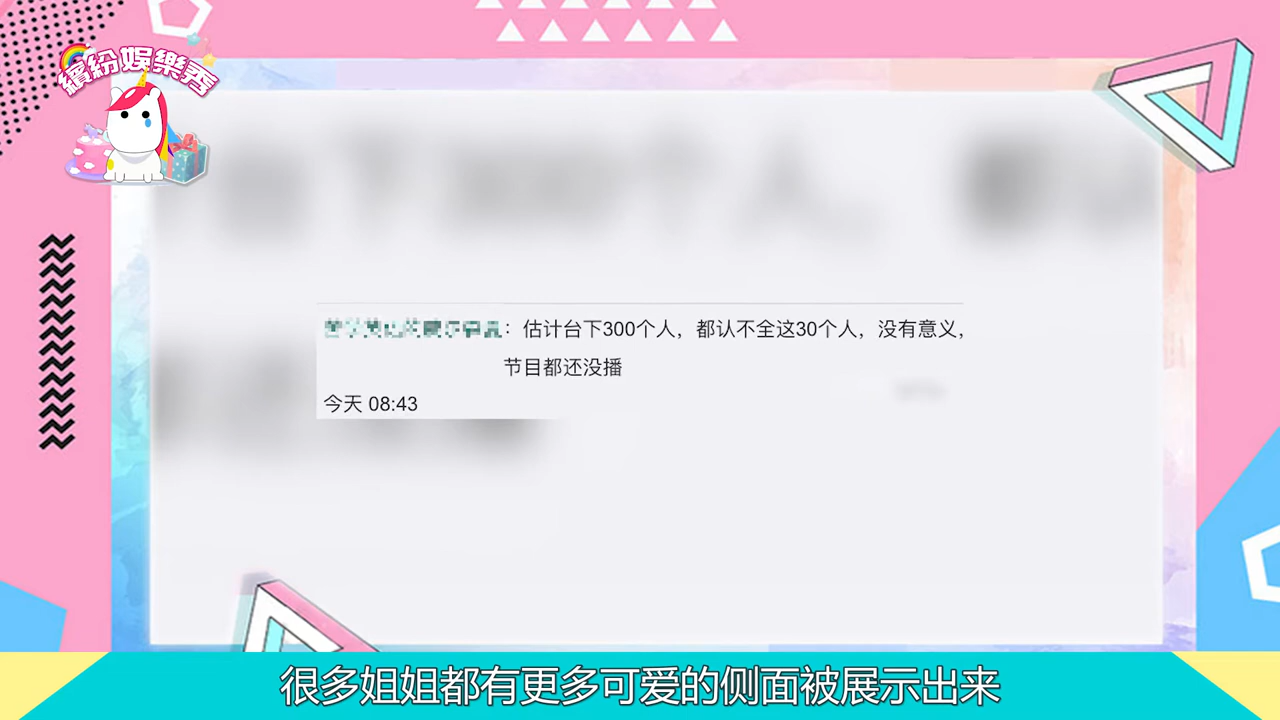 繽紛娛樂秀
：估计台下300个人，都认不全这30个人，没有意义，
节目都还没播
今天 08:43
很多姐姐都有更多可爱的侧面被展示出来